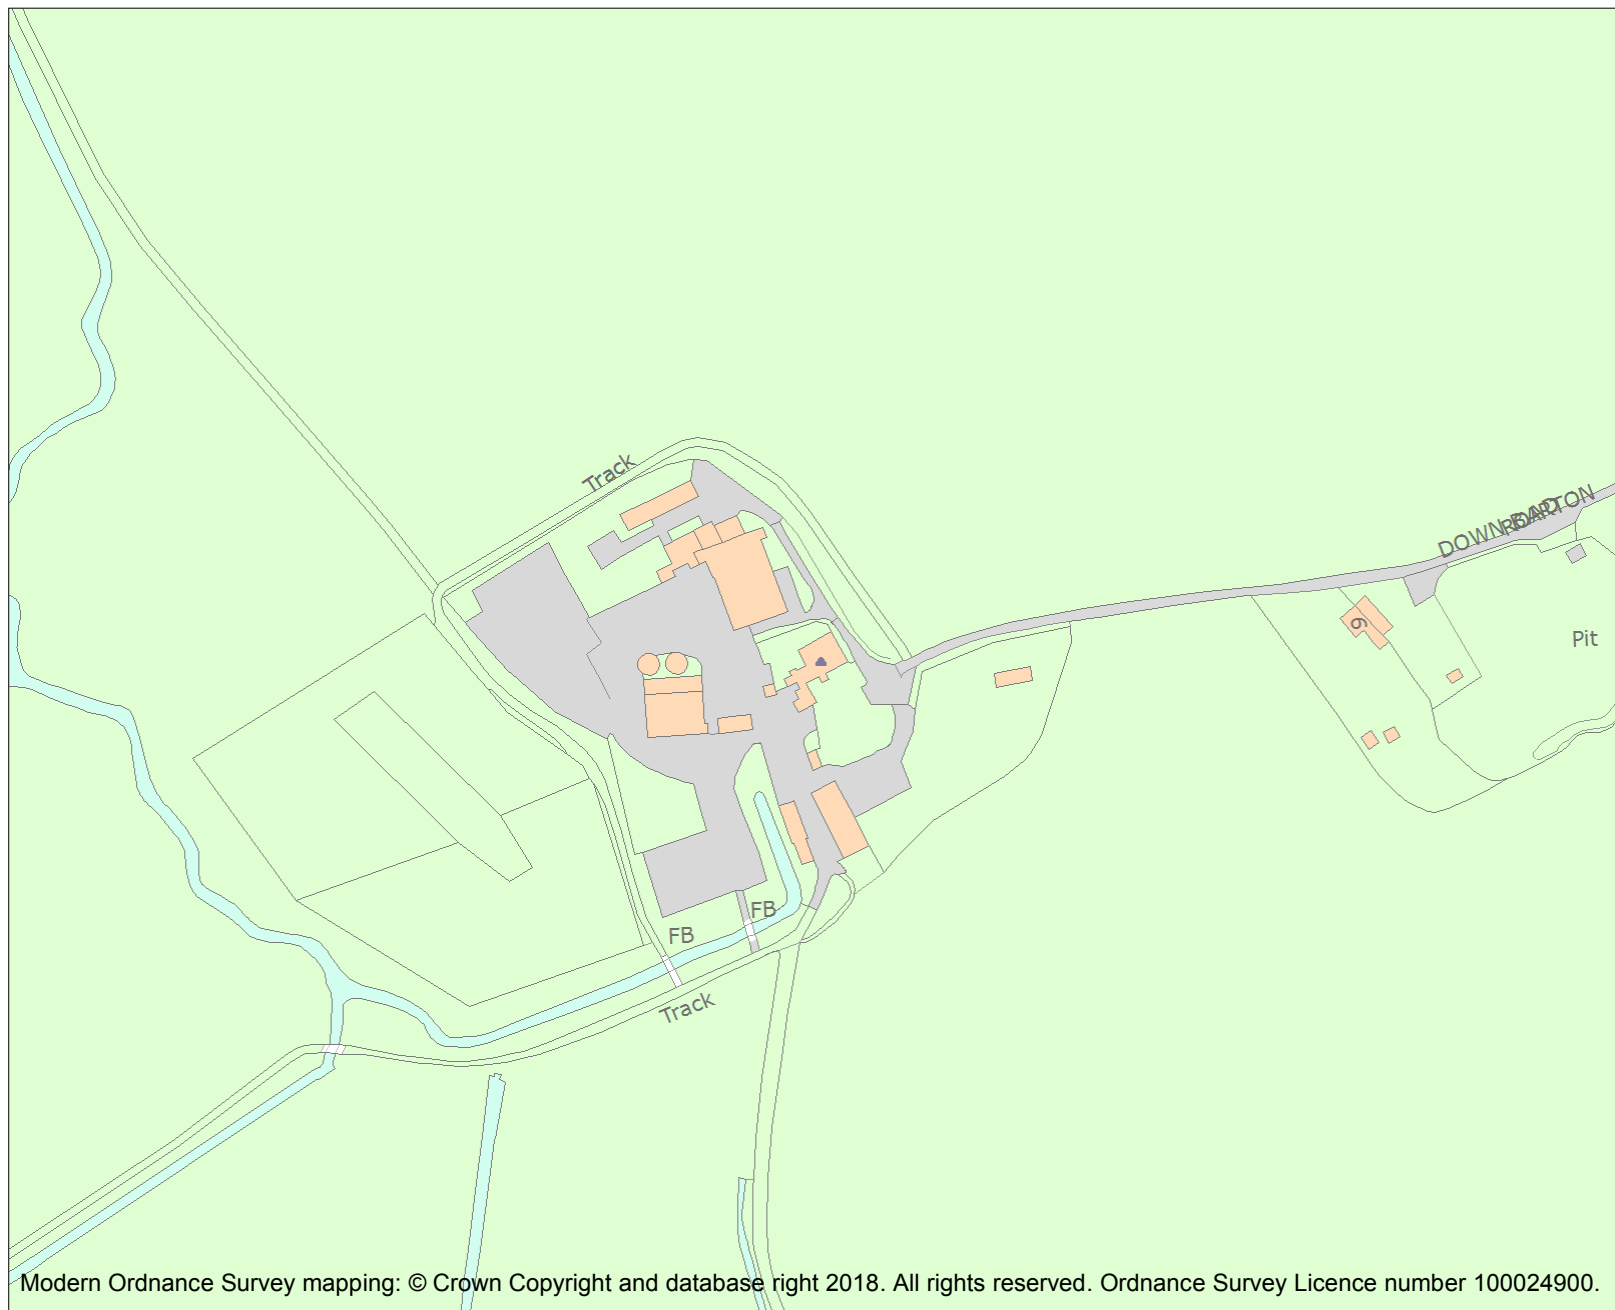 Track
DOWN BARTON
ROAD
6
Pit
FB
FB
Track
Modern Ordnance Survey mapping: © Crown Copyright and database right 2018. All rights reserved. Ordnance Survey Licence number 100024900.